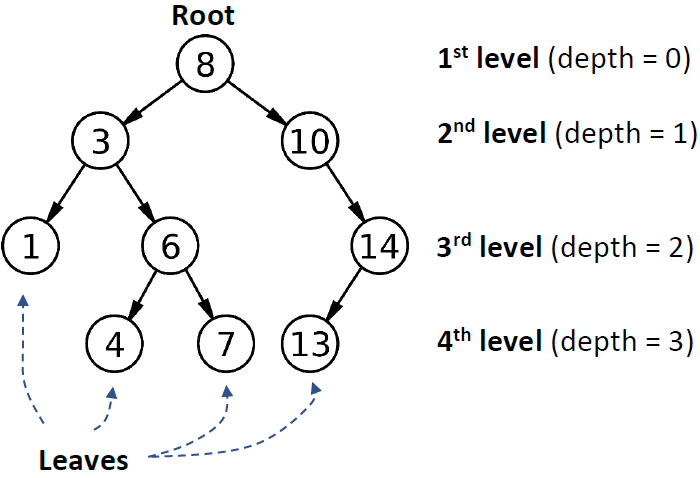 Root
8 1st level (depth = 0)
3 10 2nd level (depth = 1)
1 6 14 3rd level (depth = 2)
4 7 13 4th level (depth = 3)
Leaves